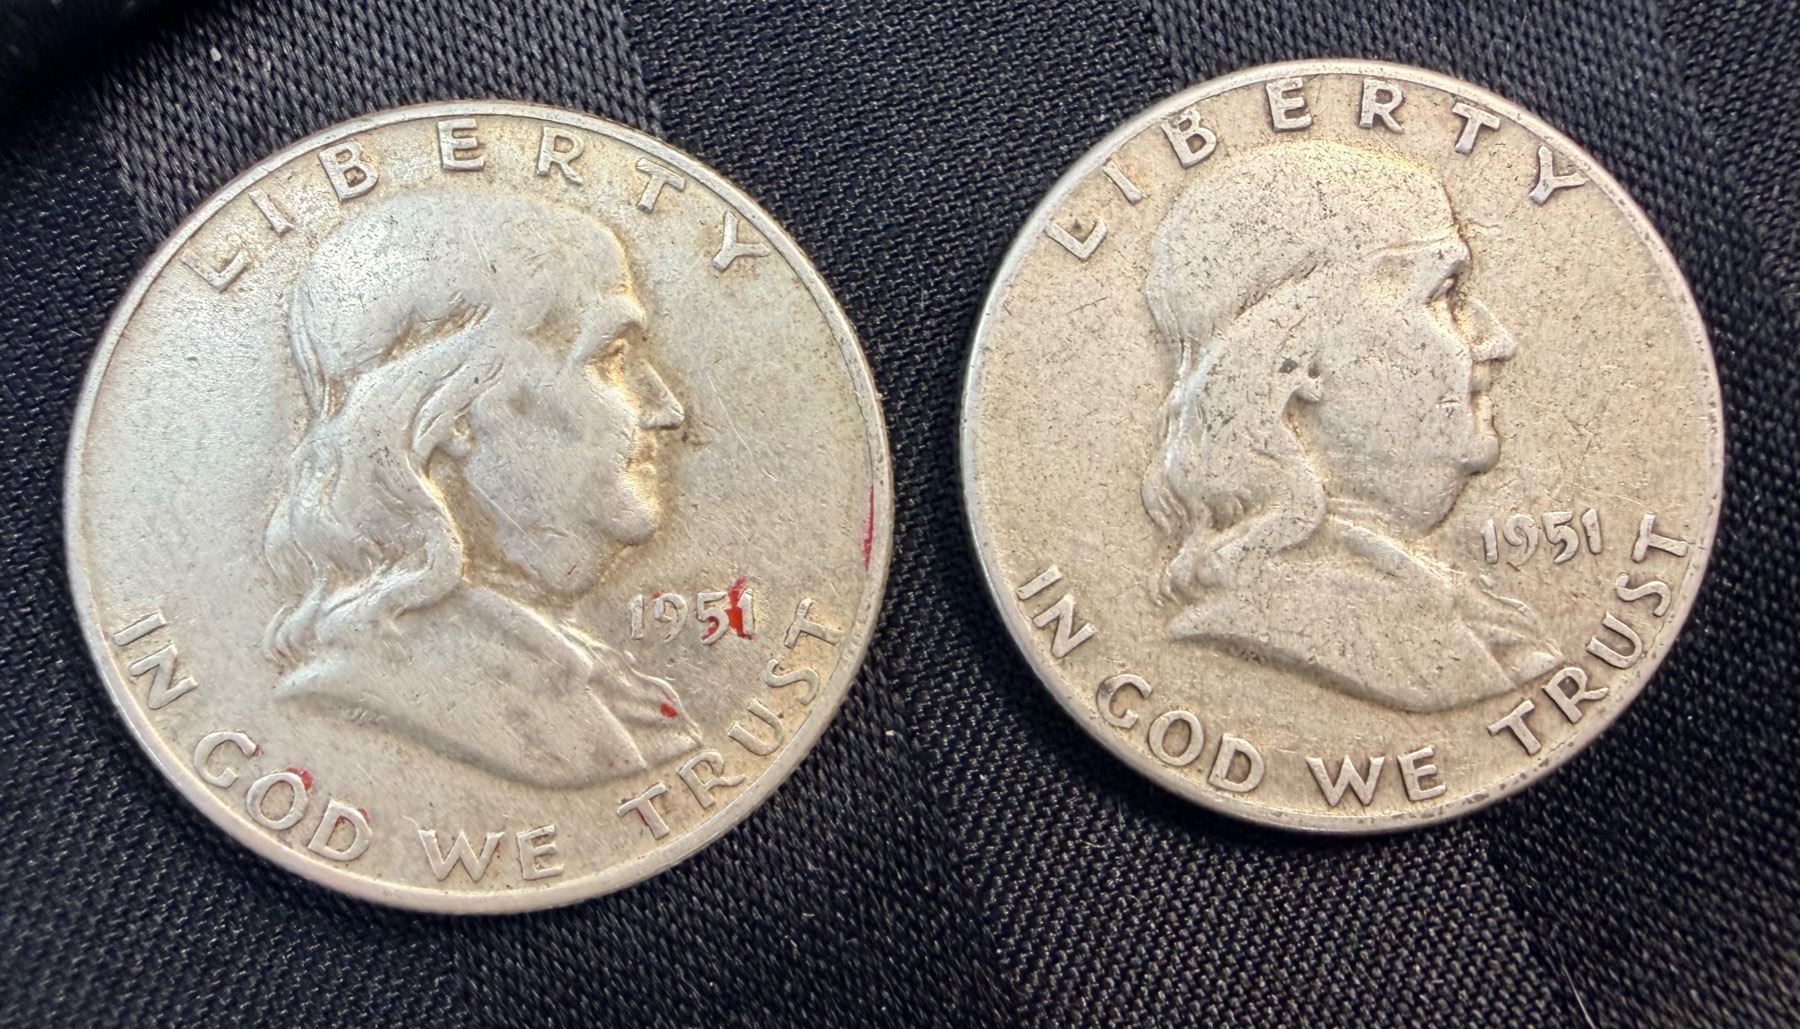 LIBERTY
1951
IN GOD WE TRUST
LIBERTY
1951
IN GOD WE TRUST